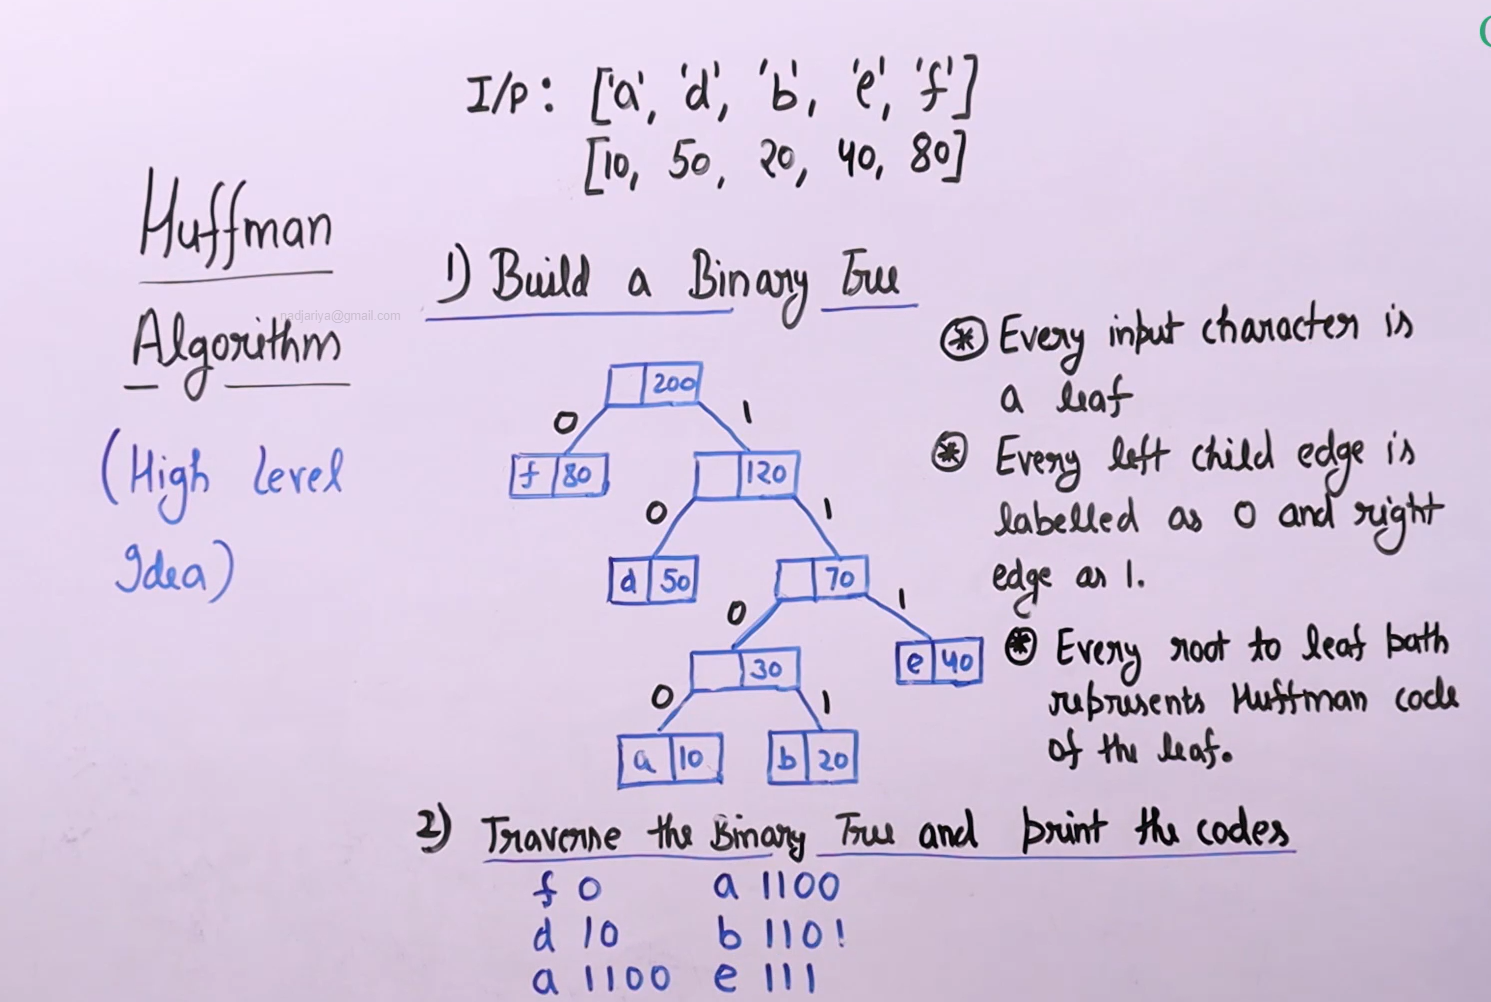 I/P: ['a', 'd', 'b', 'e', 'f']
[10, 50, 20, 40, 80]
Huffman
Algorithm
nadjariya@gmail.com
(High Level
Idea)
1) Build a Binary Tree
200
0 1
f 80
120
0 1
d 50
70
0 1
30
e 40
0 1
a 10
b 20
* Every input character is
a leaf
* Every left child edge is
labelled as 0 and right
edge as 1.
* Every root to leaf path
represents Huffman code
of the leaf.
2) Traverse the Binary Tree and print the codes
f 0 a 1100
d 10 b 110!
a 1100 e 111